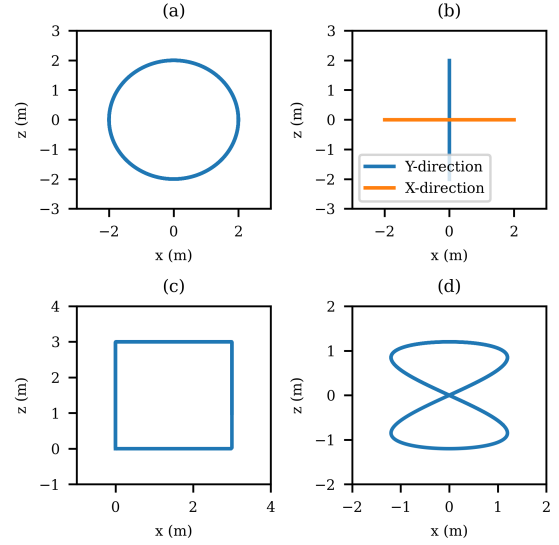 (a)
3
2
1
0
−1
−2
−3
z (m)
−2 0 2
x (m)
(b)
3
2
1
0
−1
−2
−3
z (m)
Y-direction
X-direction
−2 0 2
x (m)
(c)
4
3
2
1
0
−1
z (m)
0 2 4
x (m)
(d)
2
1
0
−1
−2
z (m)
−2 −1 0 1 2
x (m)